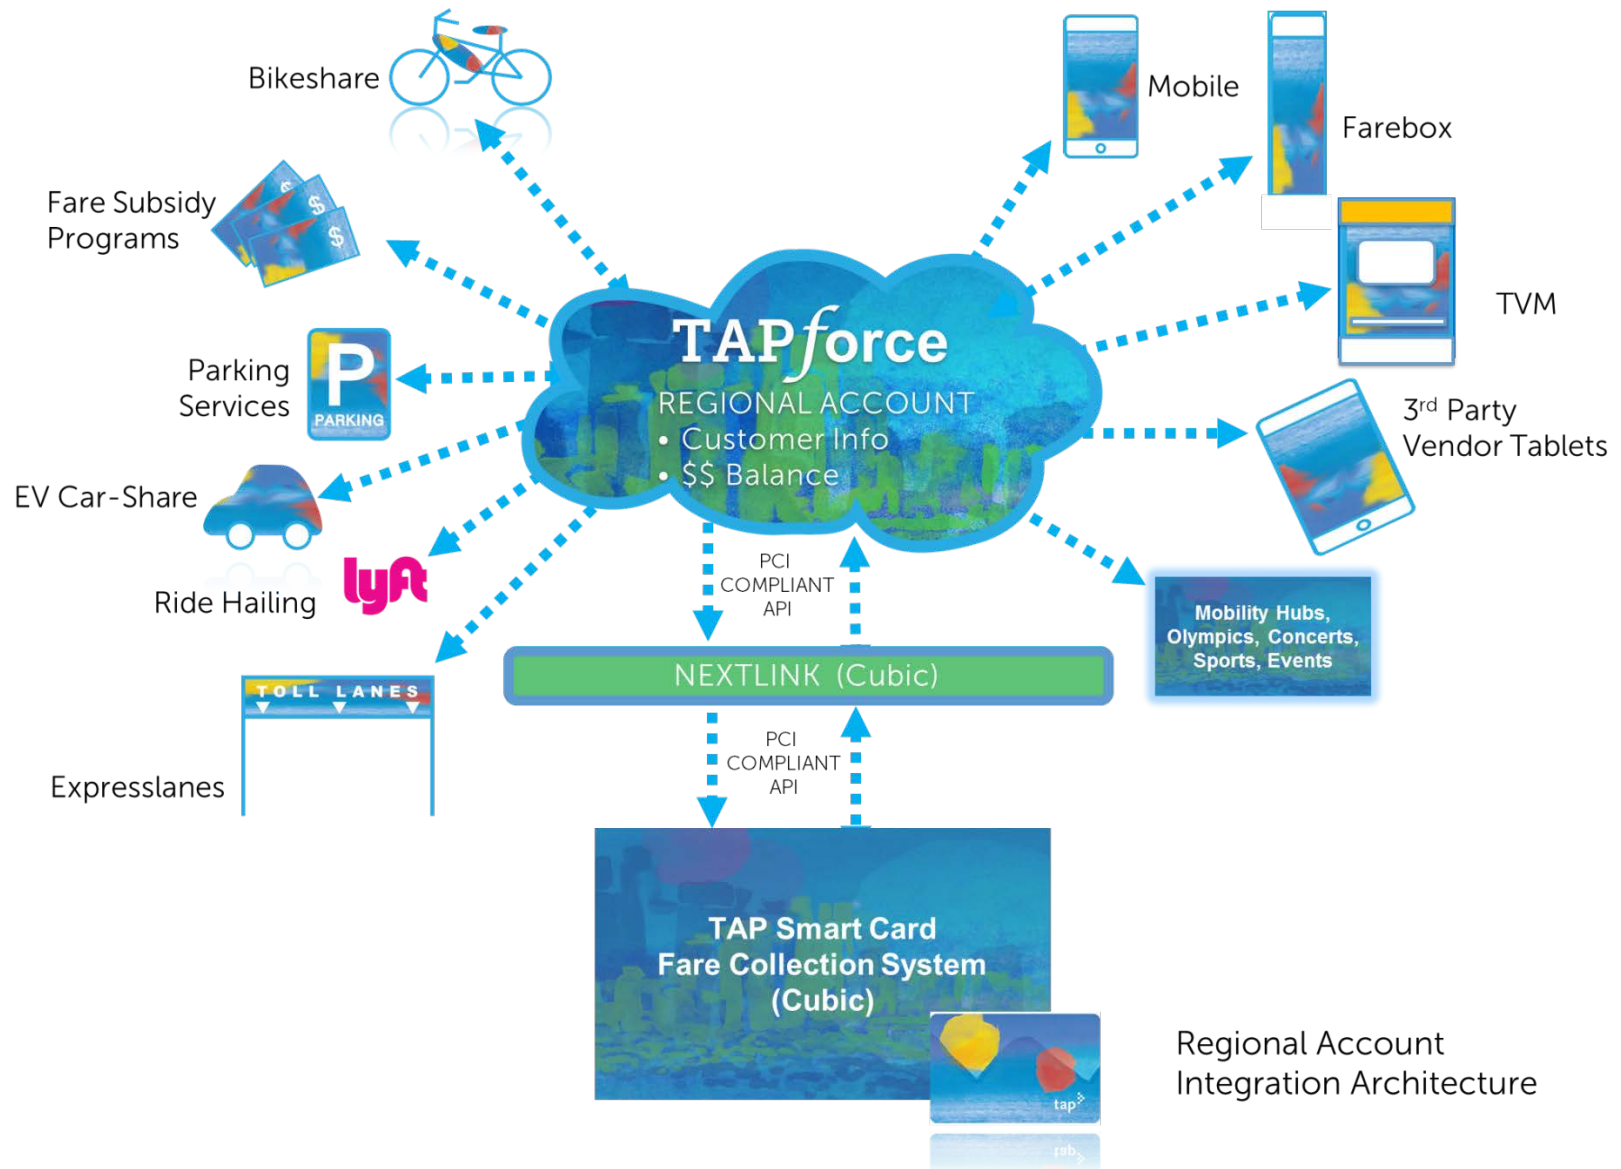 Bikeshare
Mobile
Farebox
Fare Subsidy
Programs
$
$
$
TVM
TAPforce
REGIONAL ACCOUNT
• Customer Info
• $$ Balance
Parking
Services
P
PARKING
3rd Party
Vendor Tablets
EV Car-Share
Ride Hailing
lyft
PCI
COMPLIANT
API
Mobility Hubs,
Olympics, Concerts,
Sports, Events
NEXTLINK (Cubic)
TOLL LANES
Expresslanes
PCI
COMPLIANT
API
TAP Smart Card
Fare Collection System
(Cubic)
tap
Regional Account
Integration Architecture